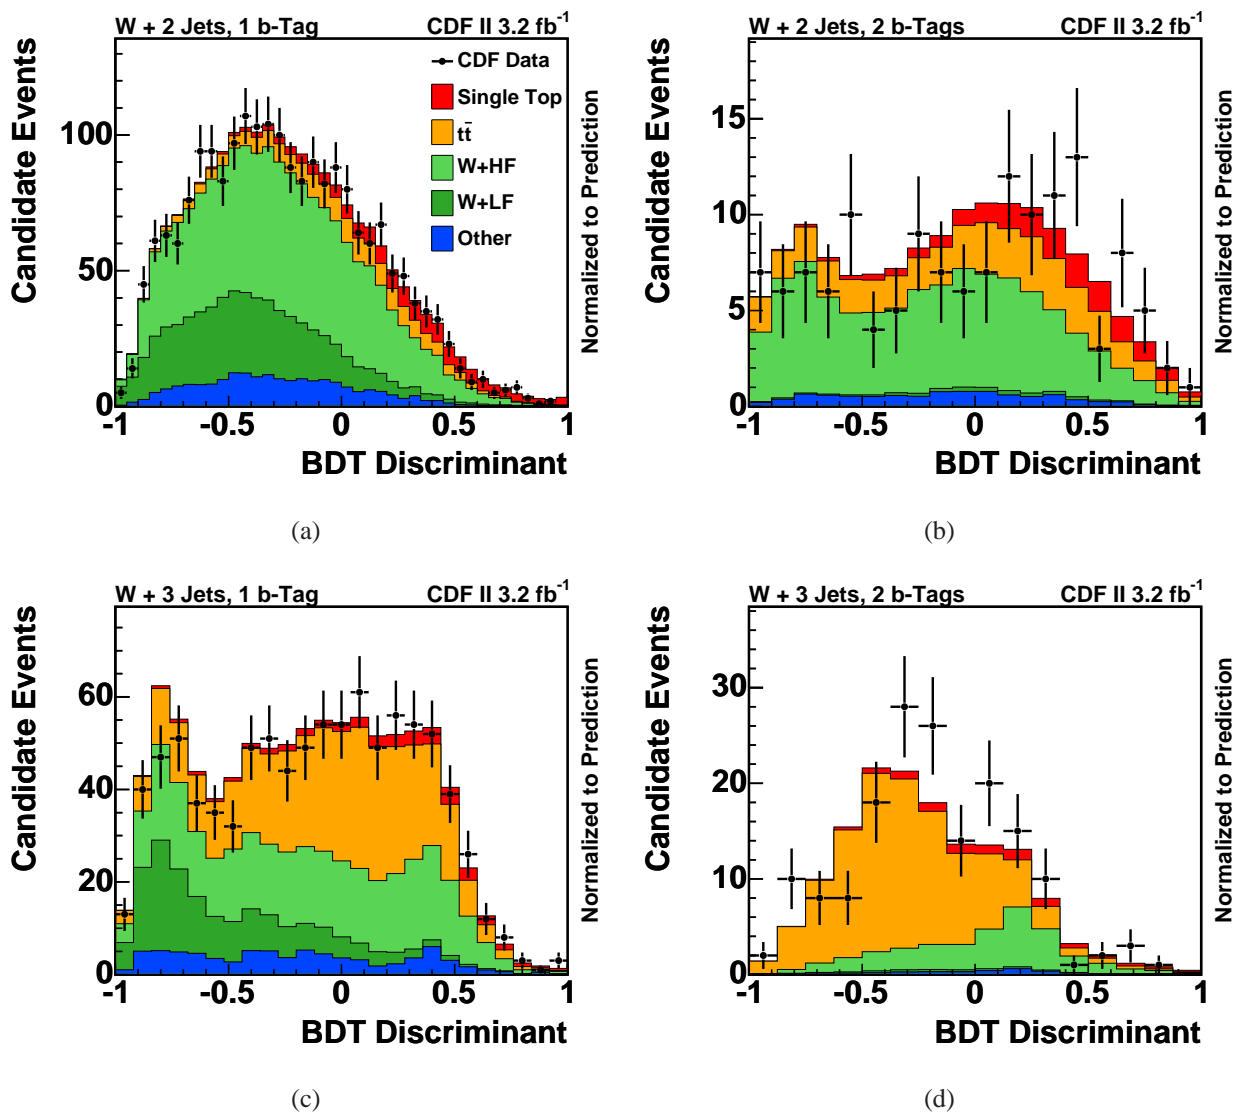 W + 2 Jets, 1 b-Tag CDF II 3.2 fb⁻¹
Candidate Events
Normalized to Prediction
CDF Data
Single Top
tt̄
W+HF
W+LF
Other
100
50
0
-1 -0.5 0 0.5 1
BDT Discriminant
(a)
W + 2 Jets, 2 b-Tags CDF II 3.2 fb⁻¹
Candidate Events
Normalized to Prediction
15
10
5
0
-1 -0.5 0 0.5 1
BDT Discriminant
(b)
W + 3 Jets, 1 b-Tag CDF II 3.2 fb⁻¹
Candidate Events
Normalized to Prediction
60
40
20
0
-1 -0.5 0 0.5 1
BDT Discriminant
(c)
W + 3 Jets, 2 b-Tags CDF II 3.2 fb⁻¹
Candidate Events
Normalized to Prediction
30
20
10
0
-1 -0.5 0 0.5 1
BDT Discriminant
(d)